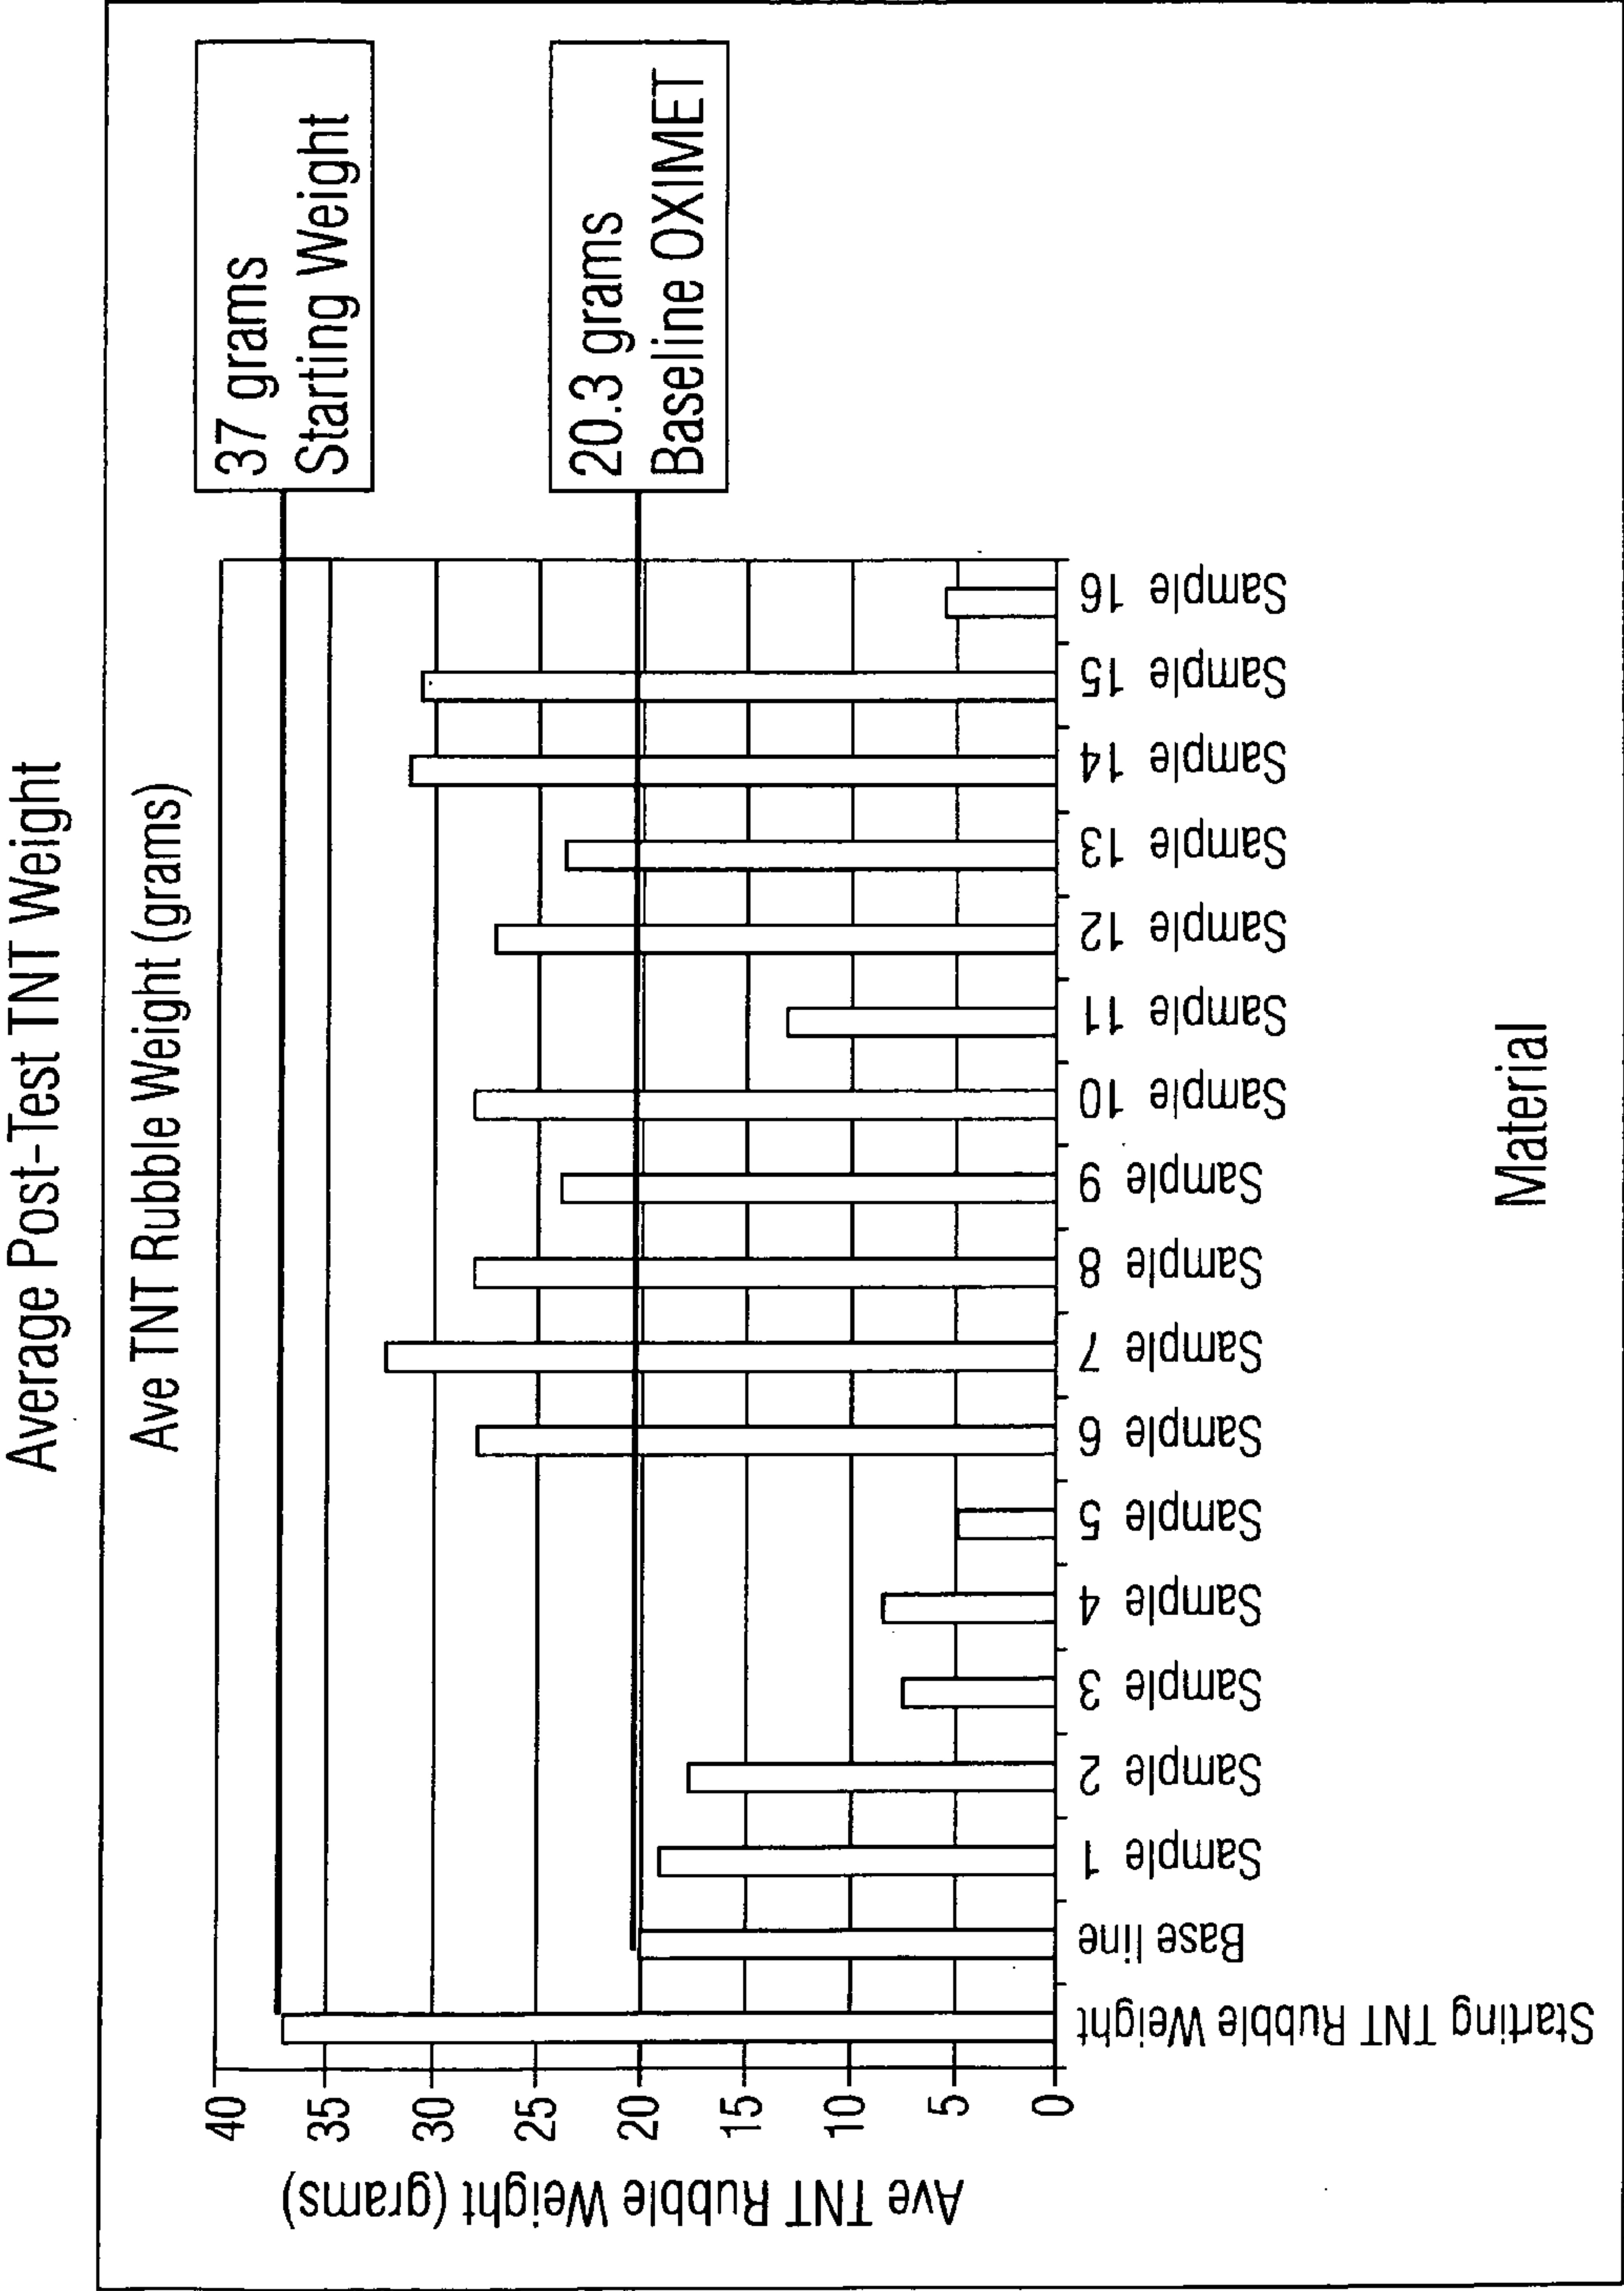 Average Post-Test TNT Weight
Ave TNT Rubble Weight (grams)
37 grams
Starting Weight
20.3 grams
Baseline OXIMET
Ave TNT Rubble Weight (grams)
40
35
30
25
20
15
10
5
0
Starting TNT Rubble Weight
Base line
Sample 1
Sample 2
Sample 3
Sample 4
Sample 5
Sample 6
Sample 7
Sample 8
Sample 9
Sample 10
Sample 11
Sample 12
Sample 13
Sample 14
Sample 15
Sample 16
Material